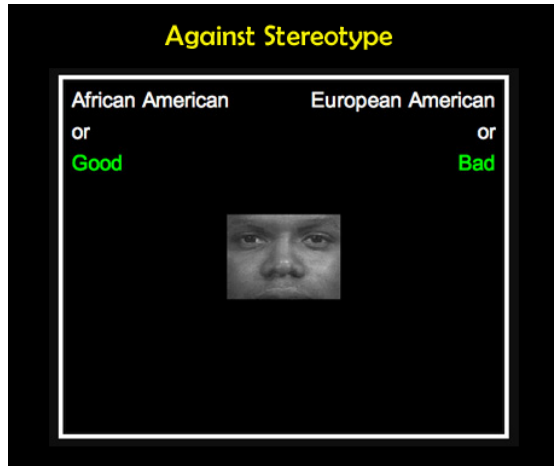 Against Stereotype
African American European American
or or
Good Bad